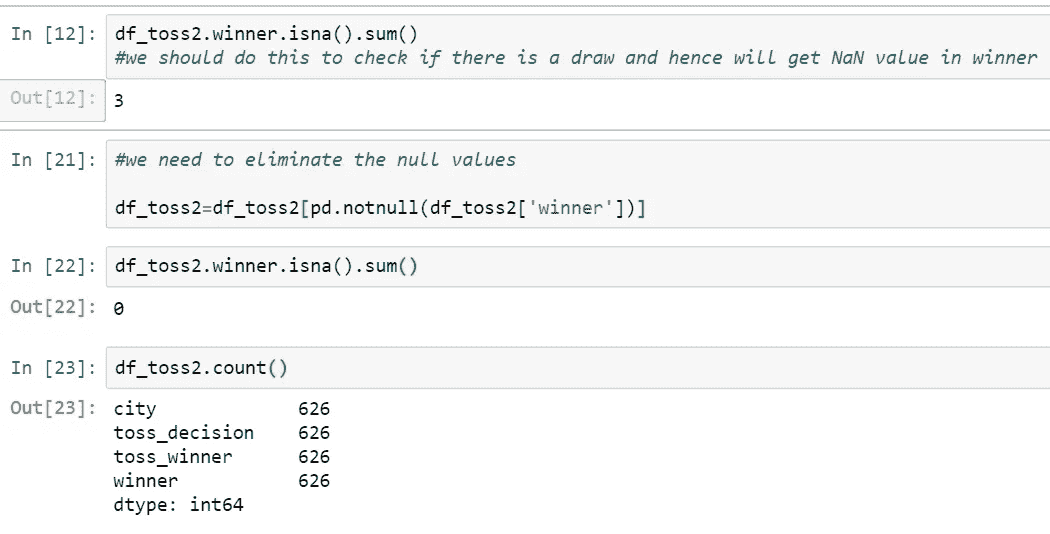 In [12]: df_toss2.winner.isna().sum()
#we should do this to check if there is a draw and hence will get NaN value in winner
Out[12]: 3
In [21]: #we need to eliminate the null values
df_toss2=df_toss2[pd.notnull(df_toss2['winner'])]
In [22]: df_toss2.winner.isna().sum()
Out[22]: 0
In [23]: df_toss2.count()
Out[23]: city 626
toss_decision 626
toss_winner 626
winner 626
dtype: int64